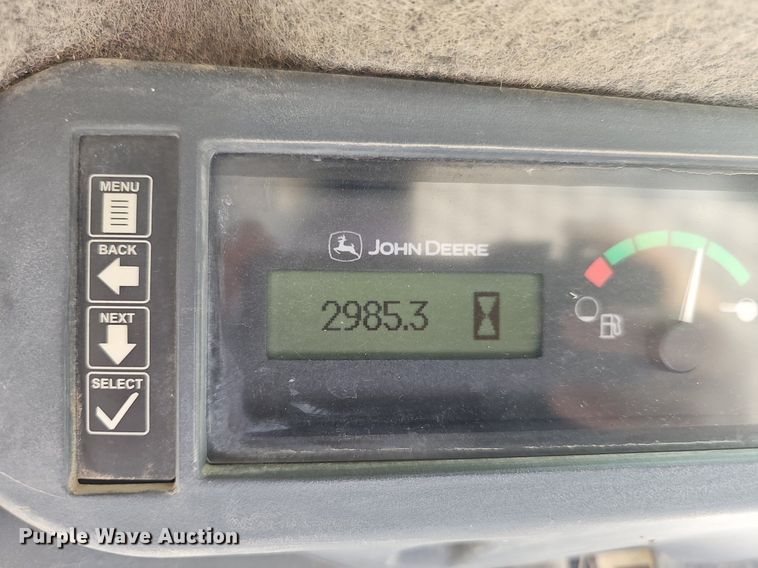 MENU
BACK
NEXT
SELECT
JOHN DEERE
2985.3
Purple Wave Auction